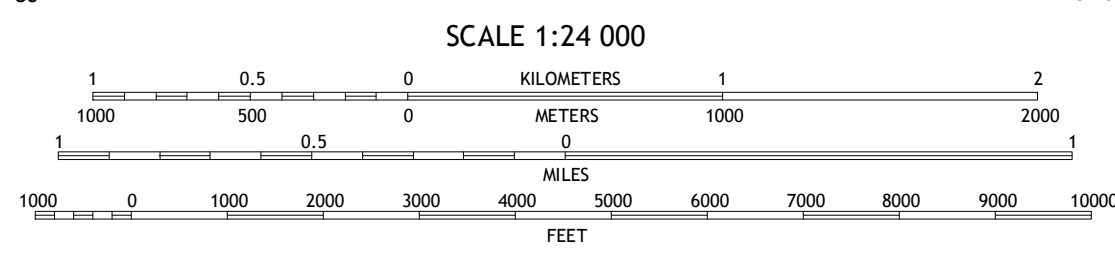 SCALE 1:24 000
1 0.5 0 KILOMETERS 1 2
1000 500 0 METERS 1000 2000
1 0.5 0 1
MILES
1000 0 1000 2000 3000 4000 5000 6000 7000 8000 9000 10000
FEET